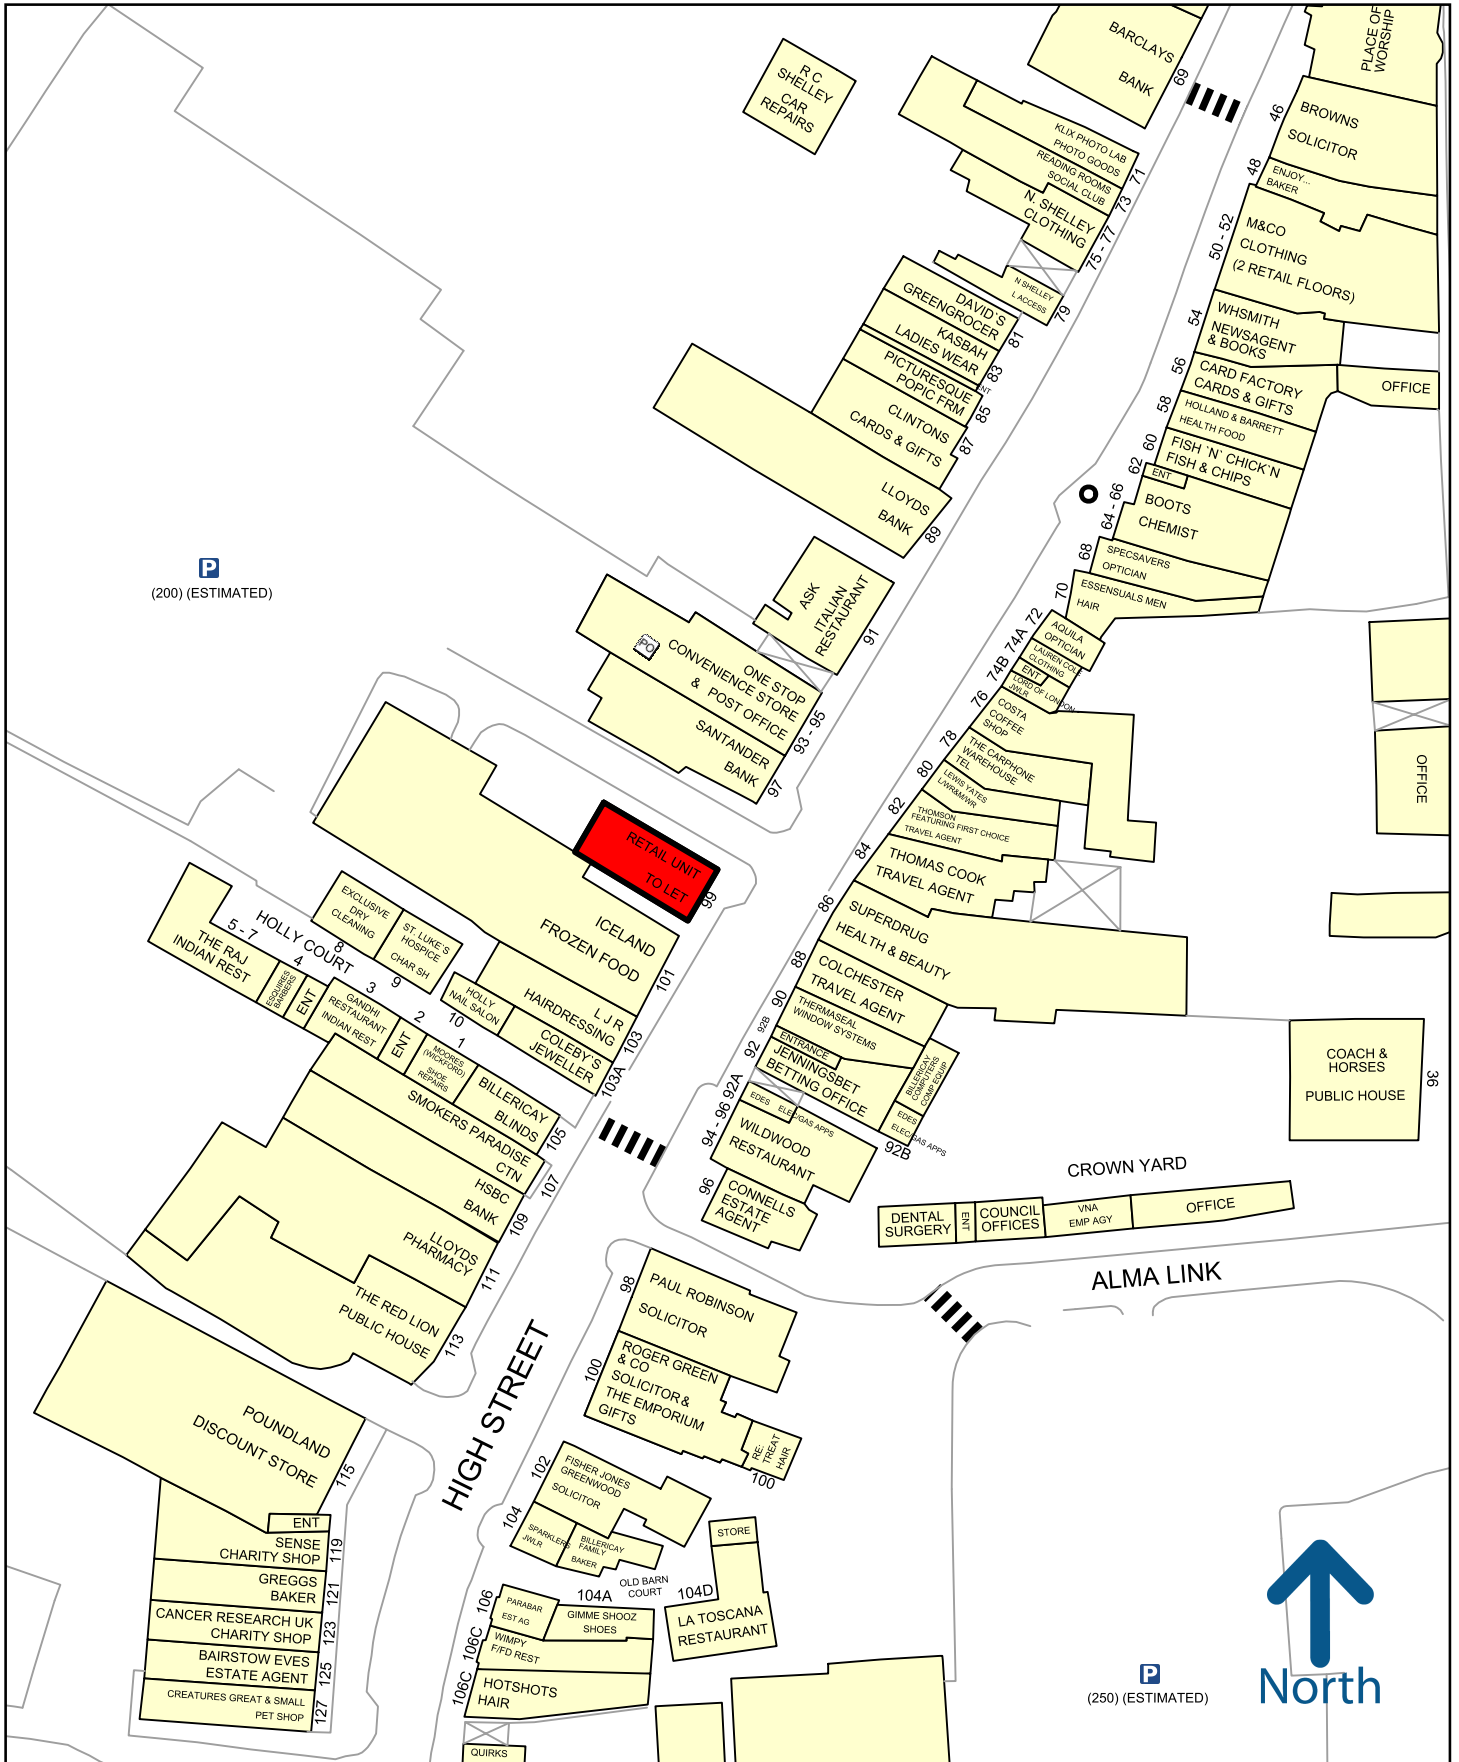 BARCLAYS
BANK
69
PLACE OF
WORSHIP
R C
SHELLEY
CAR
REPAIRS
46
BROWNS
SOLICITOR
KLIX PHOTO LAB
PHOTO GOODS
71
READING ROOMS
SOCIAL CLUB
73
N. SHELLEY
CLOTHING
75 - 77
48
ENJOY...
BAKER
50 - 52
M&CO
CLOTHING
(2 RETAIL FLOORS)
N SHELLEY
L ACCESS
79
DAVID`S
GREENGROCER
81
KASBAH
LADIES WEAR
83
ENT
PICTURESQUE
POPIC FRM
85
CLINTONS
CARDS & GIFTS
87
LLOYDS
BANK
89
54
WHSMITH
NEWSAGENT
& BOOKS
56
CARD FACTORY
CARDS & GIFTS
OFFICE
58
HOLLAND & BARRETT
HEALTH FOOD
60
FISH `N` CHICK`N
FISH & CHIPS
62
ENT
64 - 66
BOOTS
CHEMIST
68
SPECSAVERS
OPTICIAN
70
ESSENSUALS MEN
HAIR
P
(200) (ESTIMATED)
ASK
ITALIAN
RESTAURANT
91
PO
ONE STOP
CONVENIENCE STORE
& POST OFFICE
93 - 95
SANTANDER
BANK
97
72
AQUILA
OPTICIAN
74A
LAUREN COLE
CLOTHING
74B
ENT
LORD OF LONDON
JWLR
76
COSTA
COFFEE
SHOP
78
THE CARPHONE
WAREHOUSE
TEL
80
LEWIS YATES
L/WR&M/WR
82
THOMSON
FEATURING FIRST CHOICE
TRAVEL AGENT
84
THOMAS COOK
TRAVEL AGENT
OFFICE
RETAIL UNIT
TO LET
99
86
SUPERDRUG
HEALTH & BEAUTY
ICELAND
FROZEN FOOD
101
L J R
HAIRDRESSING
103
COLEBY`S
JEWELLER
103A
HOLLY
NAIL SALON
10
EXCLUSIVE
DRY
CLEANING
8
ST. LUKE`S
HOSPICE
CHAR SH
9
HOLLY COURT
5 - 7
THE RAJ
INDIAN REST
4
ESQUIRES
BARBERS
ENT
3
GANDHI
RESTAURANT
INDIAN REST
2
ENT
1
MOORES
(WICKFORD)
SHOE
REPAIRS
BILLERICAY
BLINDS
105
SMOKERS PARADISE
CTN
107
HSBC
BANK
109
LLOYDS
PHARMACY
111
THE RED LION
PUBLIC HOUSE
113
88
COLCHESTER
TRAVEL AGENT
90
THERMASEAL
WINDOW SYSTEMS
92B
ENTRANCE
92
JENNINGSBET
BETTING OFFICE
BILLERICAY
COMPUTERS
COMP EQUIP
92A
EDES
ELEC/GAS APPS
EDES
ELEC/GAS APPS
92B
94 - 96
WILDWOOD
RESTAURANT
96
CONNELLS
ESTATE
AGENT
COACH &
HORSES
PUBLIC HOUSE
36
CROWN YARD
DENTAL
SURGERY
ENT
COUNCIL
OFFICES
VNA
EMP AGY
OFFICE
ALMA LINK
HIGH STREET
98
PAUL ROBINSON
SOLICITOR
100
ROGER GREEN
& CO
SOLICITOR &
THE EMPORIUM
GIFTS
RE:
TREAT
HAIR
100
POUNDLAND
DISCOUNT STORE
115
ENT
SENSE
CHARITY SHOP
119
GREGGS
BAKER
121
CANCER RESEARCH UK
CHARITY SHOP
123
BAIRSTOW EVES
ESTATE AGENT
125
CREATURES GREAT & SMALL
PET SHOP
127
102
FISHER JONES
GREENWOOD
SOLICITOR
104
SPARKLERS
JWLR
BILLERICAY
FAMILY
BAKER
STORE
OLD BARN
COURT
104A
104D
106
PARABAR
EST AG
GIMME SHOOZ
SHOES
LA TOSCANA
RESTAURANT
106C
WIMPY
F/FD REST
106C
HOTSHOTS
HAIR
QUIRKS
P
(250) (ESTIMATED)
North